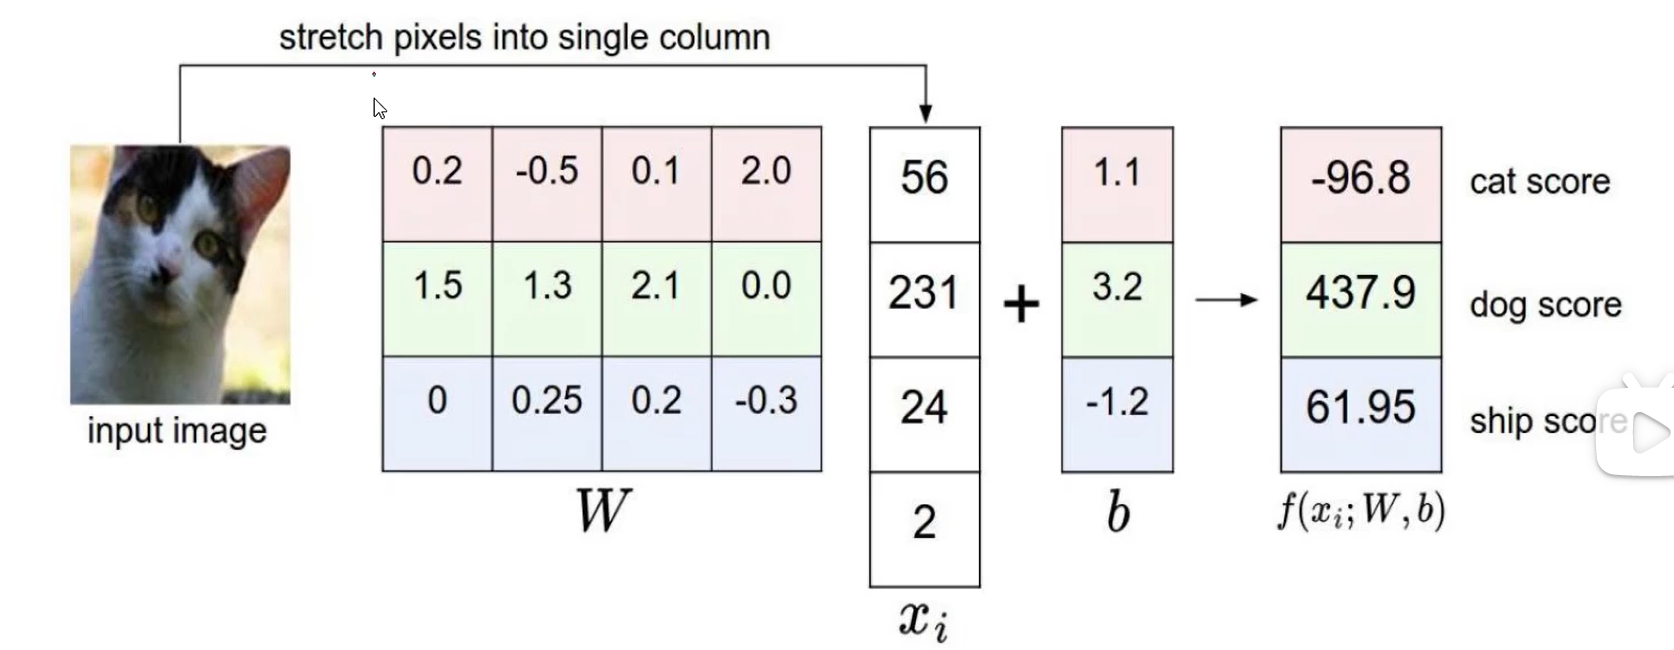 stretch pixels into single column
0.2 -0.5 0.1 2.0
1.5 1.3 2.1 0.0
0 0.25 0.2 -0.3
W
56
231
24
2
xi
+
1.1
3.2
-1.2
b
-96.8 cat score
437.9 dog score
61.95 ship score
f(xi; W, b)
input image